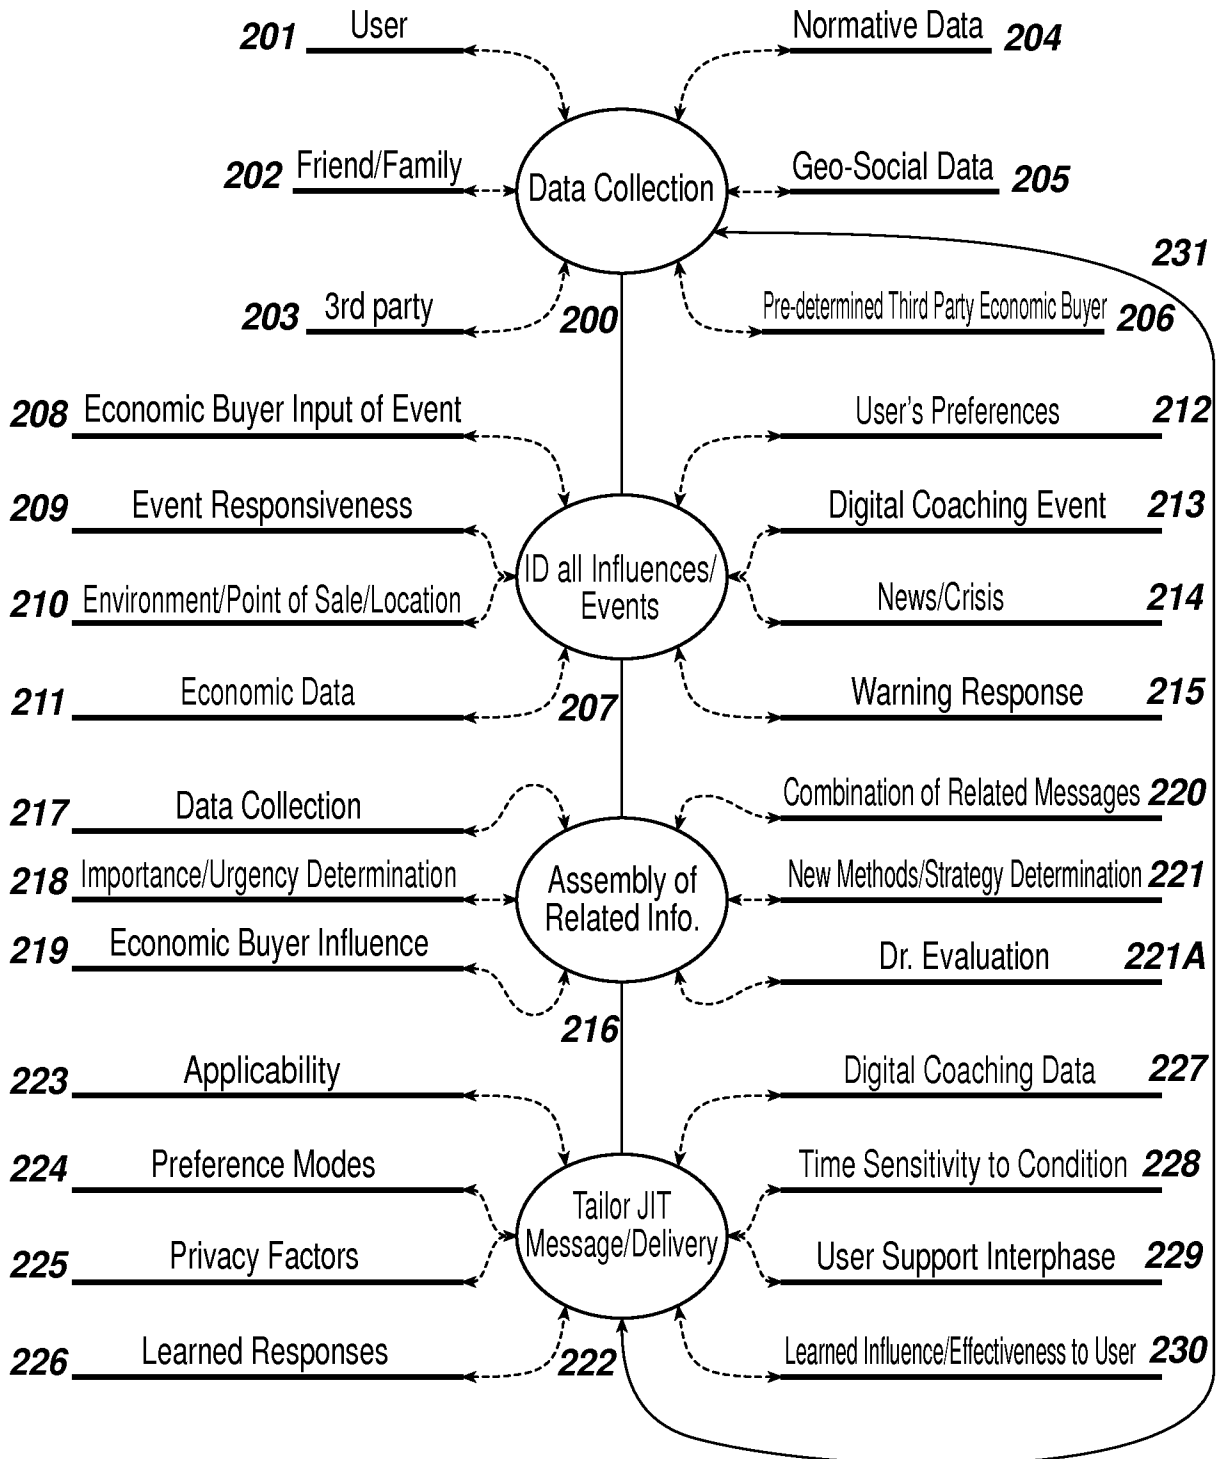 201 User
Normative Data 204
202 Friend/Family
Data Collection
Geo-Social Data 205
231
203 3rd party
200
Pre-determined Third Party Economic Buyer 206
208 Economic Buyer Input of Event
User's Preferences 212
209 Event Responsiveness
Digital Coaching Event 213
ID all Influences/
Events
210 Environment/Point of Sale/Location
News/Crisis 214
211 Economic Data
207
Warning Response 215
217 Data Collection
Combination of Related Messages 220
218 Importance/Urgency Determination
Assembly of
Related Info.
New Methods/Strategy Determination 221
219 Economic Buyer Influence
Dr. Evaluation 221A
216
223 Applicability
Digital Coaching Data 227
224 Preference Modes
Time Sensitivity to Condition 228
Tailor JIT
Message/Delivery
225 Privacy Factors
User Support Interphase 229
226 Learned Responses
222
Learned Influence/Effectiveness to User 230